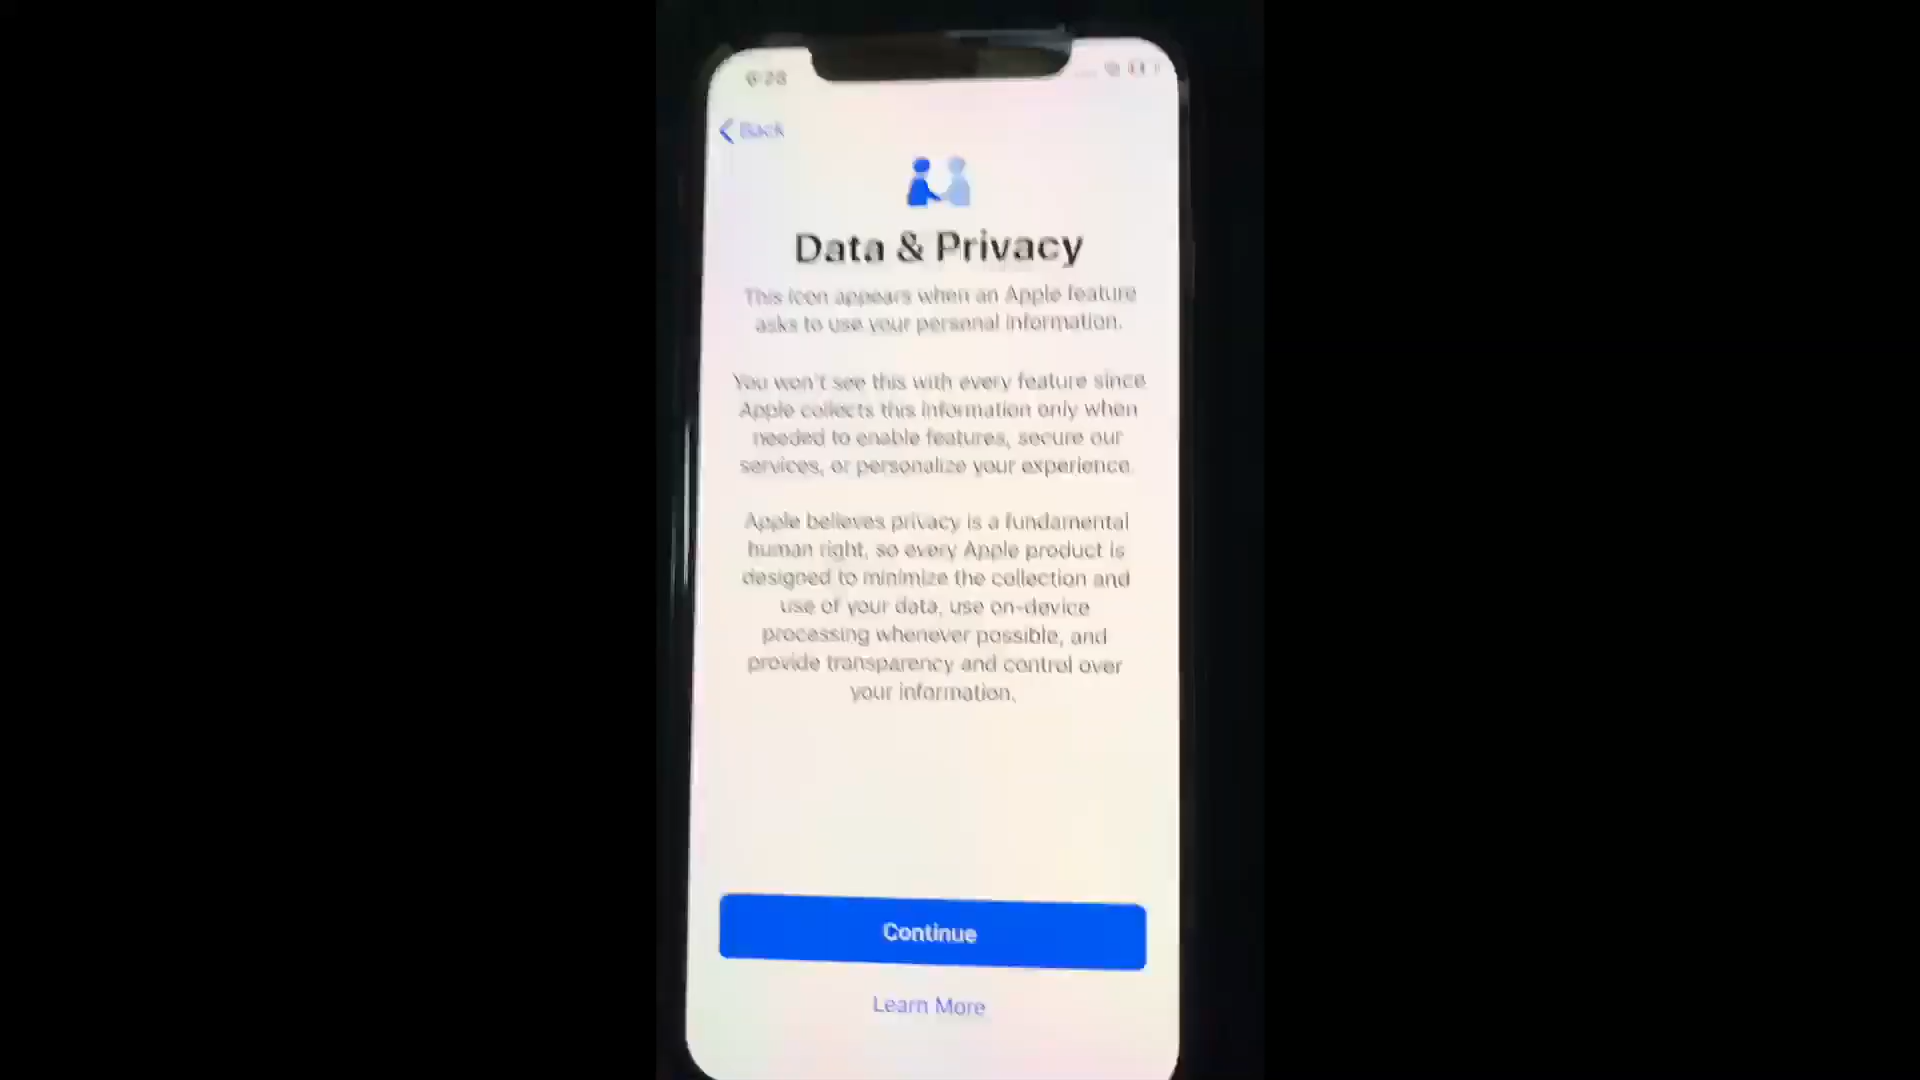 6:28
Back
Data & Privacy
This icon appears when an Apple feature
asks to use your personal information.
You won't see this with every feature since
Apple collects this information only when
needed to enable features, secure our
services, or personalize your experience.
Apple believes privacy is a fundamental
human right, so every Apple product is
designed to minimize the collection and
use of your data, use on-device
processing whenever possible, and
provide transparency and control over
your information.
Continue
Learn More